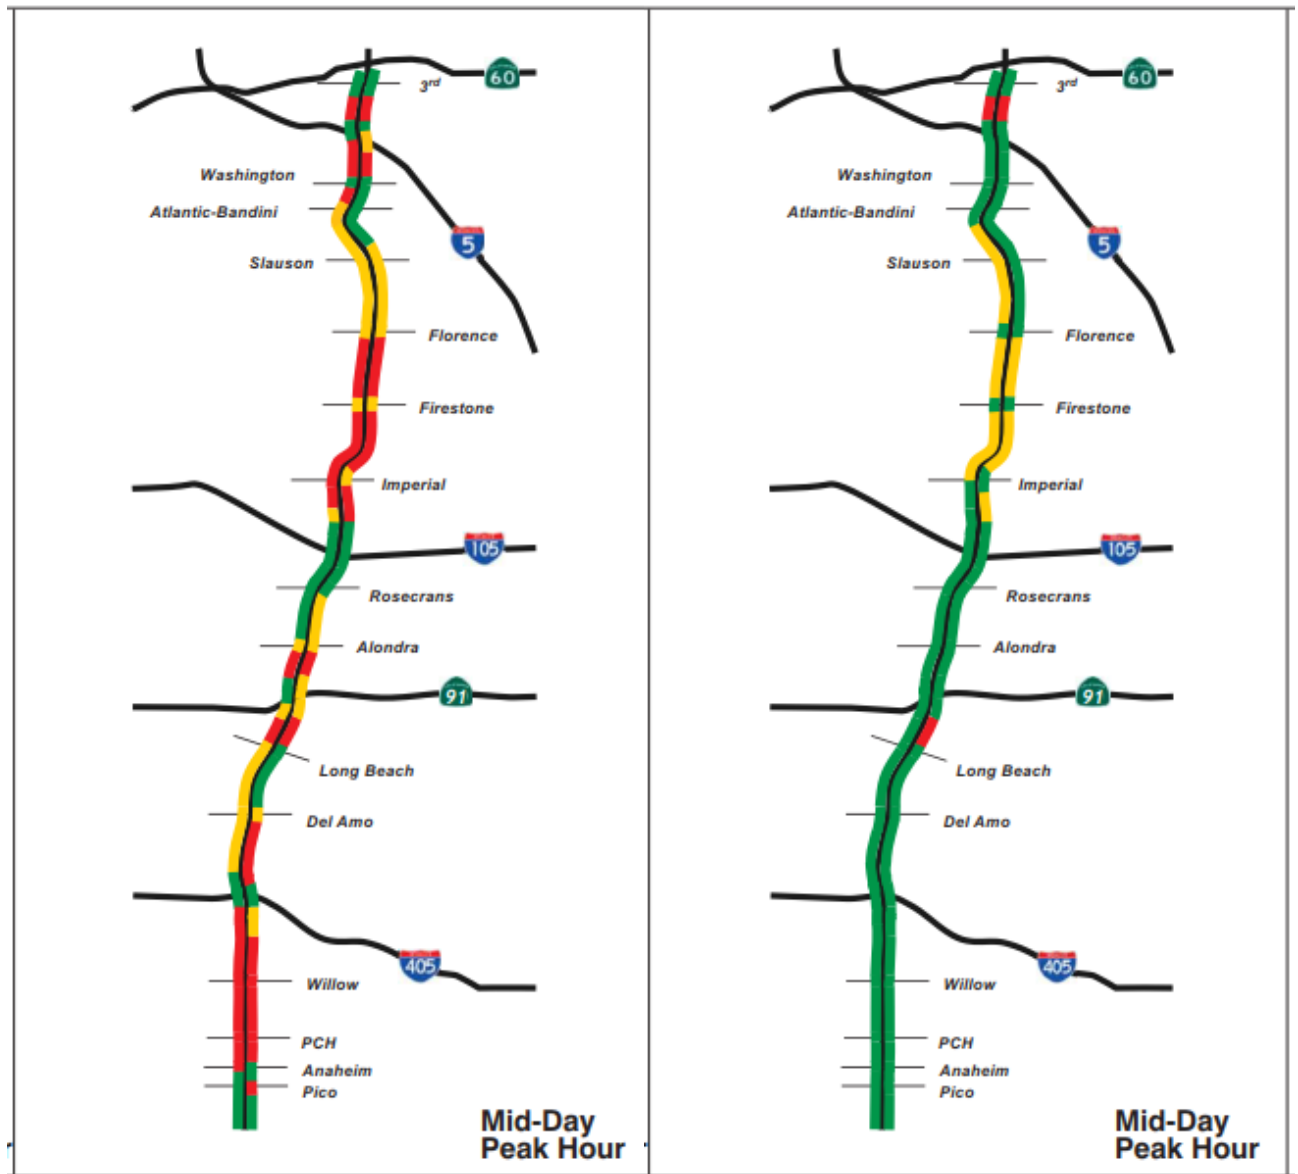 60
3rd
Washington
Atlantic-Bandini
5
Slauson
Florence
Firestone
Imperial
105
Rosecrans
Alondra
91
Long Beach
Del Amo
405
Willow
PCH
Anaheim
Pico
Mid-Day
Peak Hour
60
3rd
Washington
Atlantic-Bandini
5
Slauson
Florence
Firestone
Imperial
105
Rosecrans
Alondra
91
Long Beach
Del Amo
405
Willow
PCH
Anaheim
Pico
Mid-Day
Peak Hour